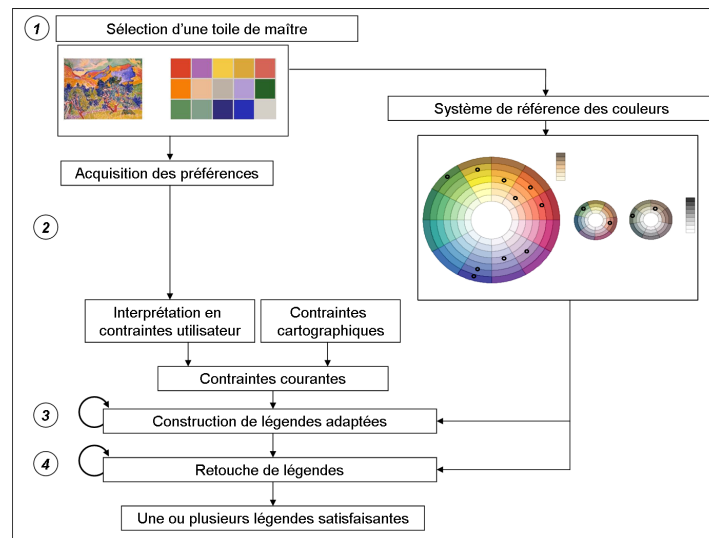 1
Sélection d'une toile de maître
Système de référence des couleurs
Acquisition des préférences
2
Interprétation en
contraintes utilisateur
Contraintes
cartographiques
Contraintes courantes
3
Construction de légendes adaptées
4
Retouche de légendes
Une ou plusieurs légendes satisfaisantes